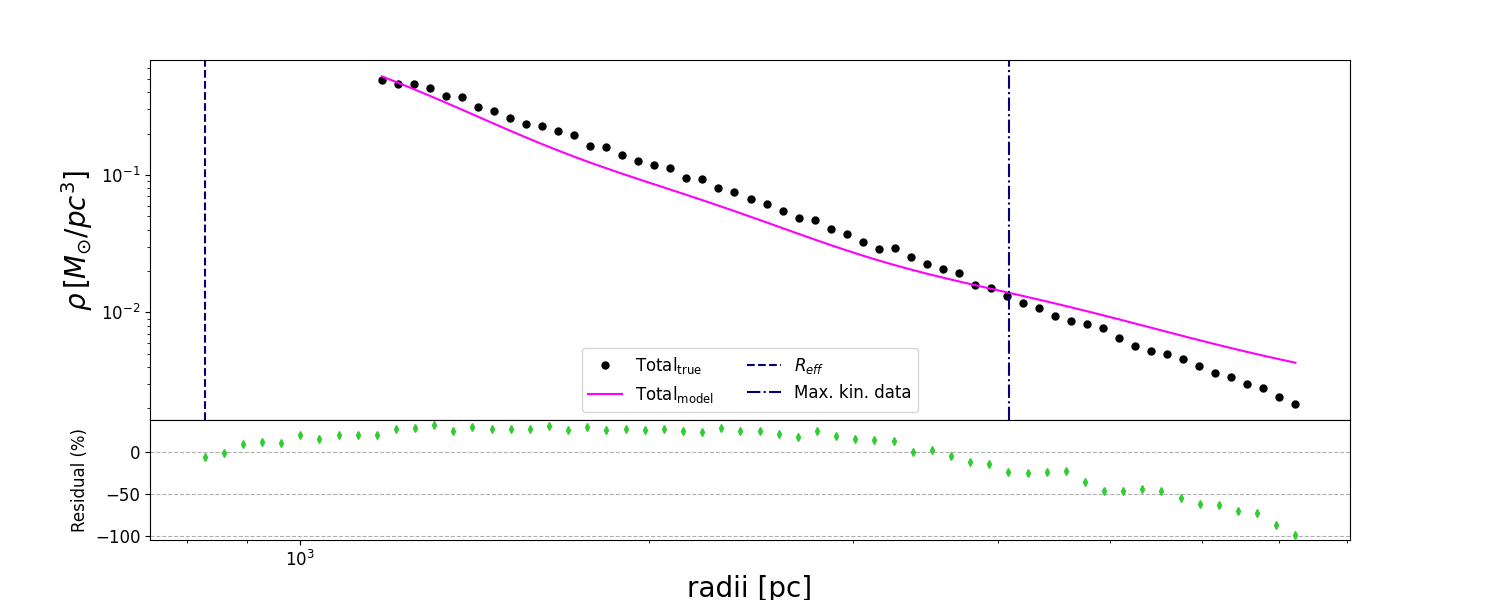 ρ [M⊙/pc³]
10⁻¹
10⁻²
Total_true
Total_model
R_eff
Max. kin. data
Residual (%)
0
−50
−100
10³
radii [pc]